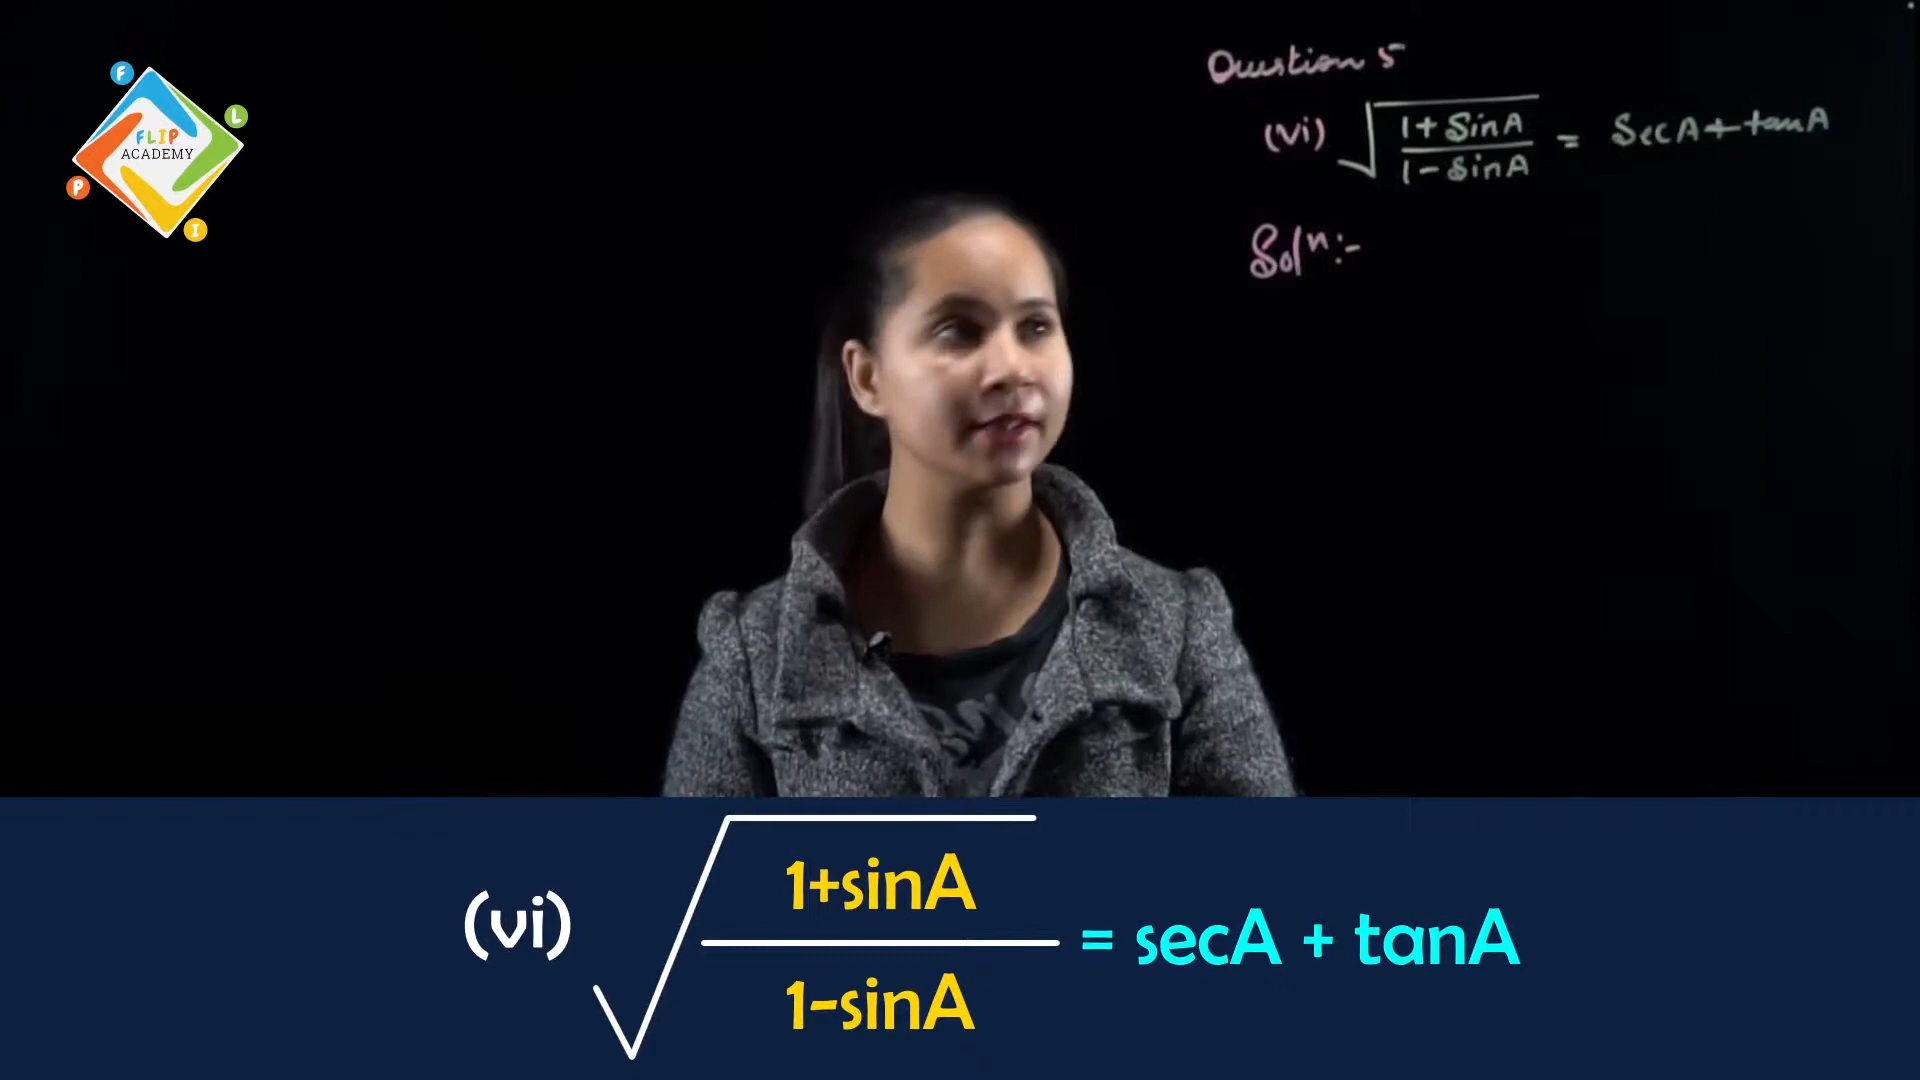 F
L
FLIP
ACADEMY
P
I
Question 5
(vi) √ 1 + SinA / 1 - SinA = SecA + tanA
Solⁿ:-
(vi) √ 1+sinA / 1-sinA = secA + tanA